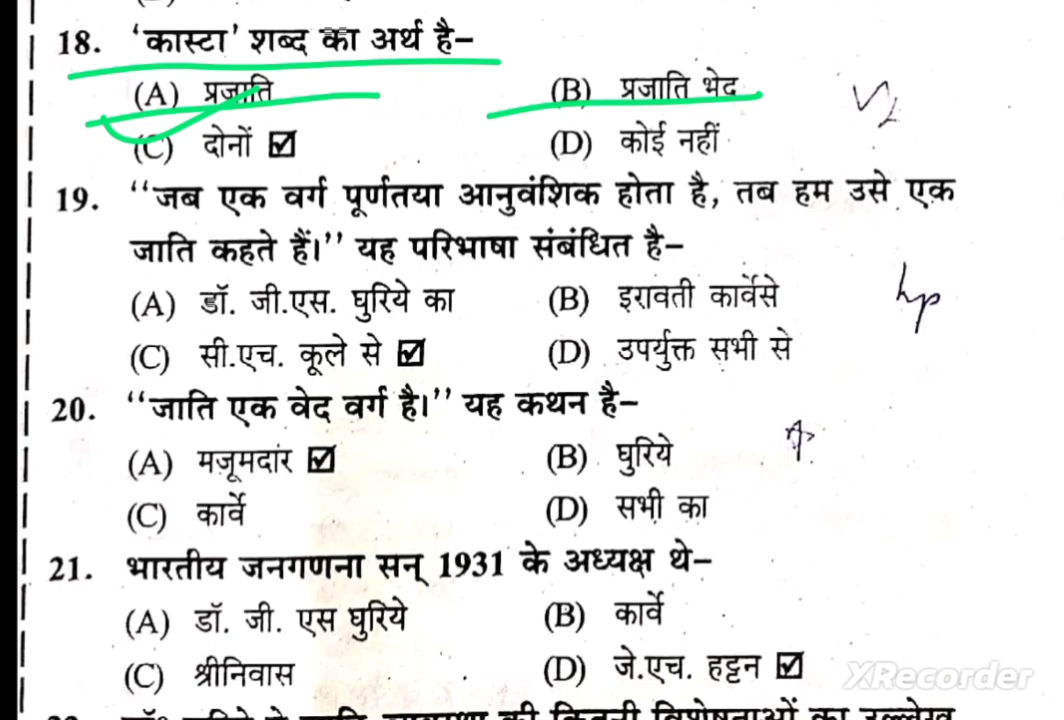 18. 'कास्टा' शब्द का अर्थ है–
(A) प्रजाति (B) प्रजाति भेद
(C) दोनों ☑ (D) कोई नहीं
19. "जब एक वर्ग पूर्णतया आनुवंशिक होता है, तब हम उसे एक
जाति कहते हैं।" यह परिभाषा संबंधित है–
(A) डॉ. जी.एस. घुरिये का (B) इरावती कार्वेसे
(C) सी.एच. कूले से ☑ (D) उपर्युक्त सभी से
20. "जाति एक वेद वर्ग है।" यह कथन है–
(A) मजूमदार ☑ (B) घुरिये
(C) कार्वे (D) सभी का
21. भारतीय जनगणना सन् 1931 के अध्यक्ष थे–
(A) डॉ. जी. एस घुरिये (B) कार्वे
(C) श्रीनिवास (D) जे.एच. हट्टन ☑
XRecorder